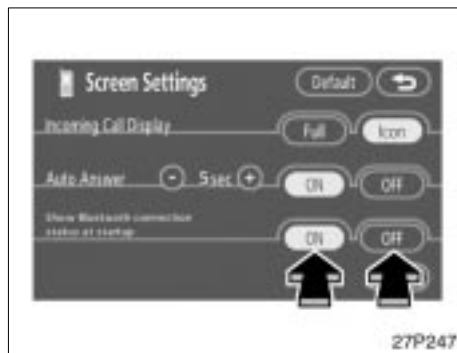 Screen Settings Default
Incoming Call Display Full Icon
Auto Answer - 5sec + ON OFF
Show Bluetooth connection
status at startup ON OFF
27P247